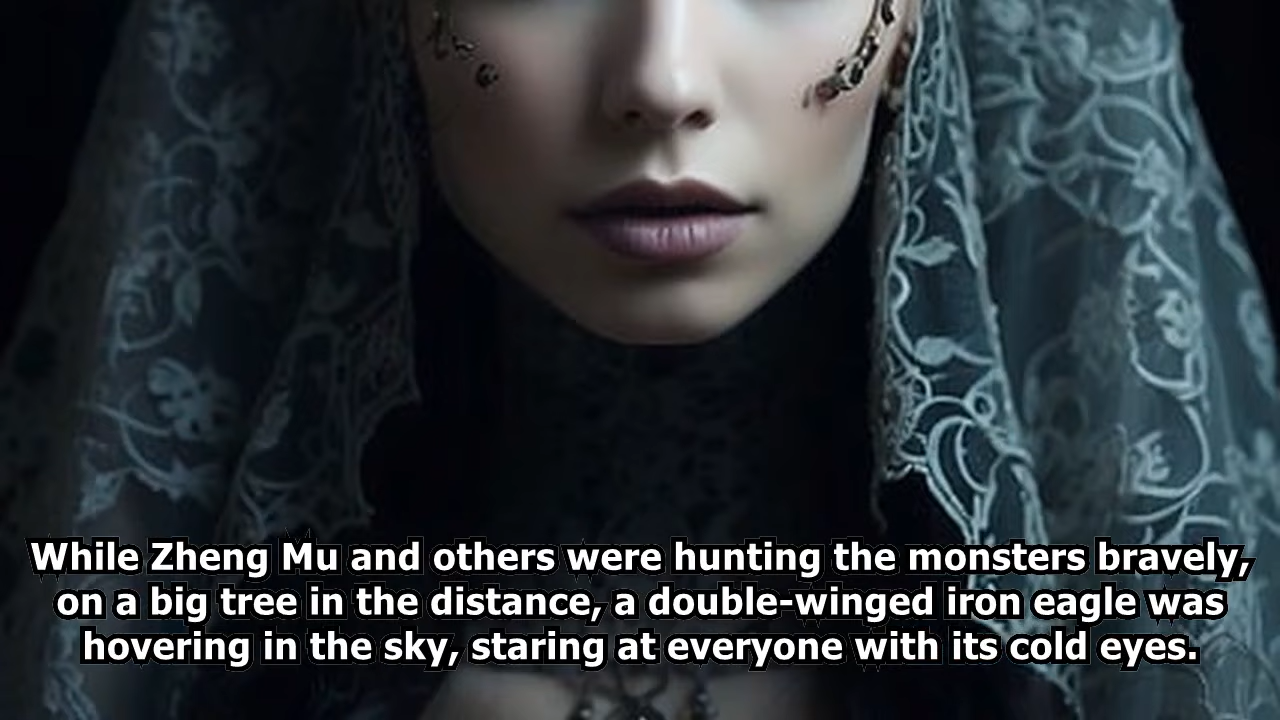 While Zheng Mu and others were hunting the monsters bravely,
on a big tree in the distance, a double-winged iron eagle was
hovering in the sky, staring at everyone with its cold eyes.